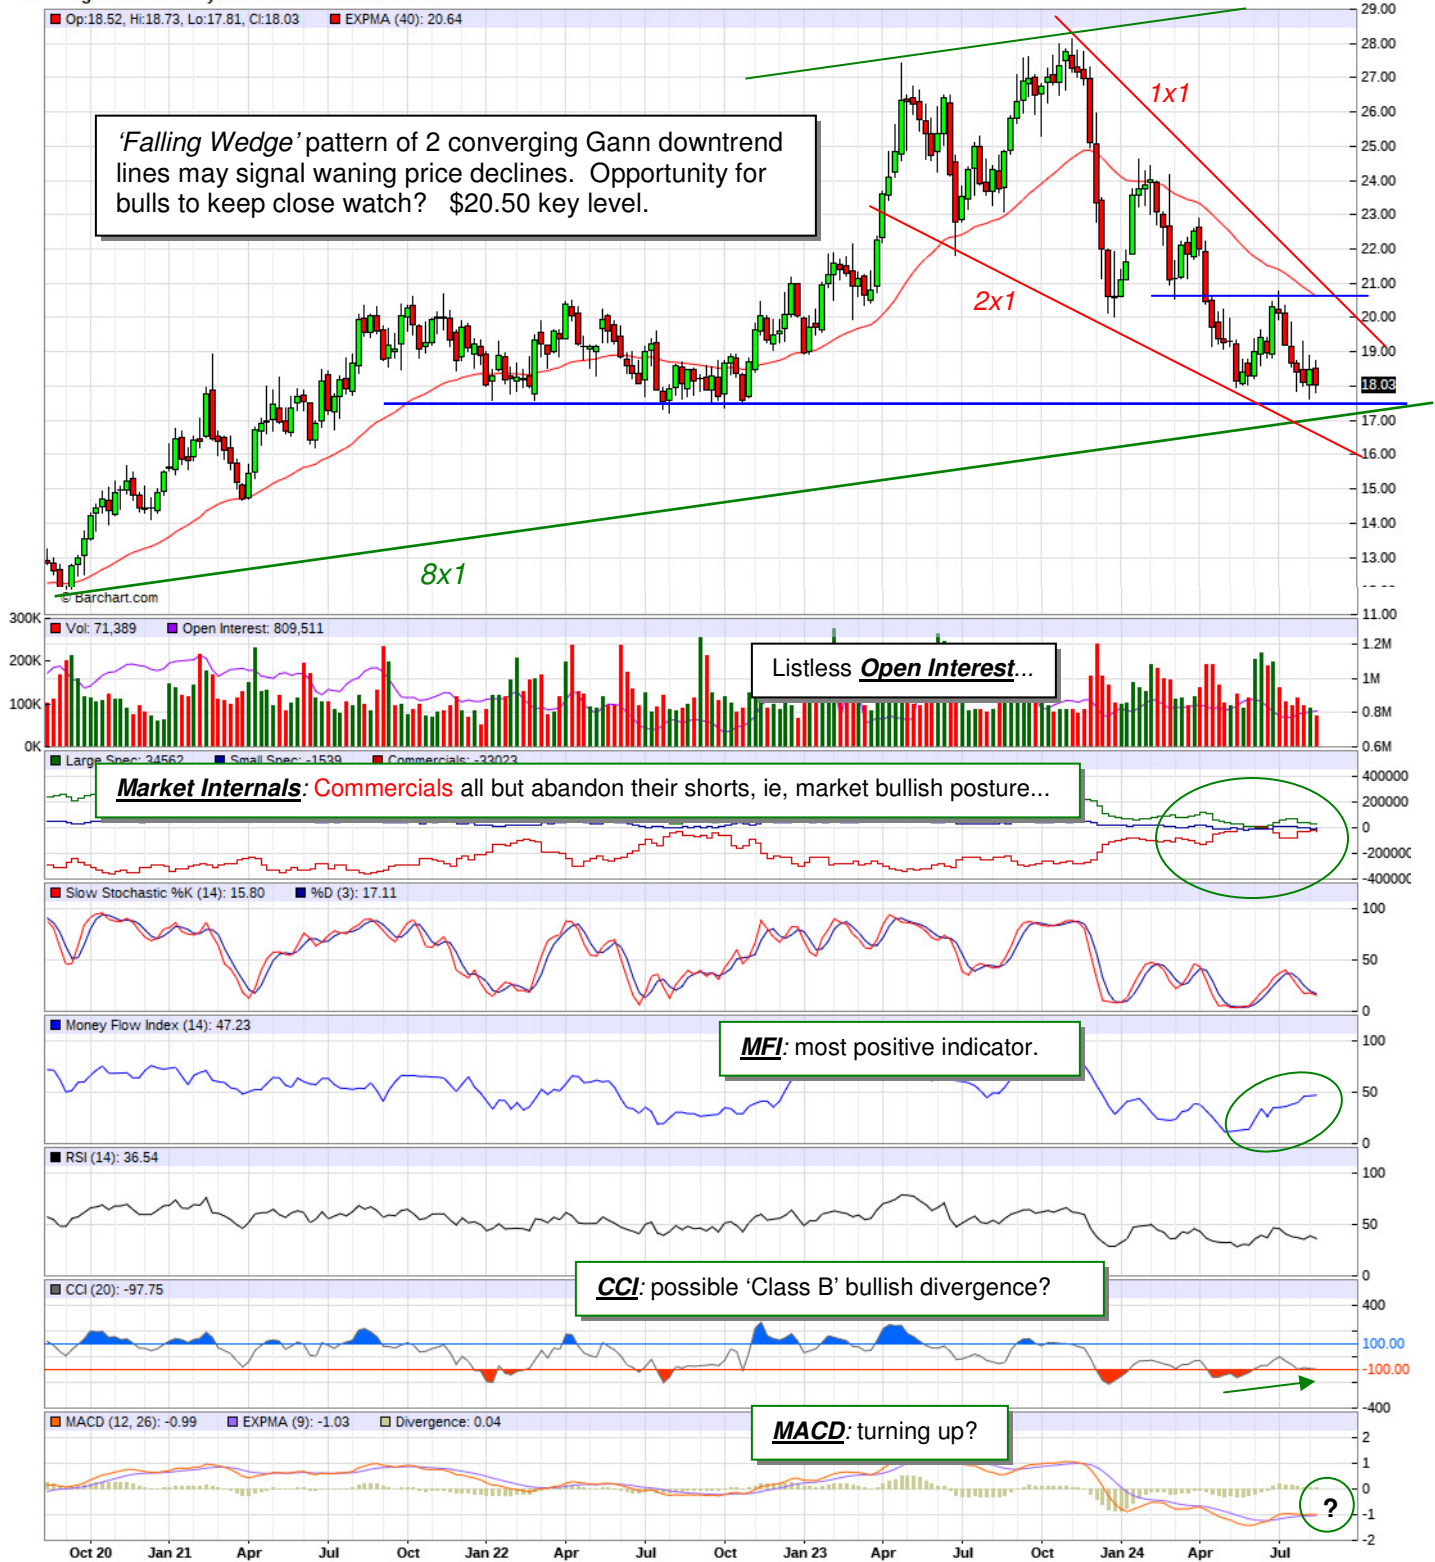 Op:18.52, Hi:18.73, Lo:17.81, Cl:18.03 EXPMA (40): 20.64
29.00
28.00
27.00
26.00
25.00
24.00
23.00
22.00
21.00
20.00
19.00
18.03
17.00
16.00
15.00
14.00
13.00
11.00
1x1
'Falling Wedge' pattern of 2 converging Gann downtrend
lines may signal waning price declines. Opportunity for
bulls to keep close watch? $20.50 key level.
2x1
8x1
© Barchart.com
Vol: 71,389 Open Interest: 809,511
300K
200K
100K
0K
1.2M
1M
0.8M
0.6M
Listless Open Interest...
Large Spec: 34562 Small Spec: -1539 Commercials: -33023
Market Internals: Commercials all but abandon their shorts, ie, market bullish posture...
400000
200000
0
-200000
-400000
Slow Stochastic %K (14): 15.80 %D (3): 17.11
100
50
0
Money Flow Index (14): 47.23
MFI: most positive indicator.
100
50
0
RSI (14): 36.54
100
50
0
CCI: possible 'Class B' bullish divergence?
CCI (20): -97.75
400
100.00
-100.00
-400
MACD (12, 26): -0.99 EXPMA (9): -1.03 Divergence: 0.04
MACD: turning up?
2
1
0
-1
-2
?
Oct 20 Jan 21 Apr Jul Oct Jan 22 Apr Jul Oct Jan 23 Apr Jul Oct Jan 24 Apr Jul